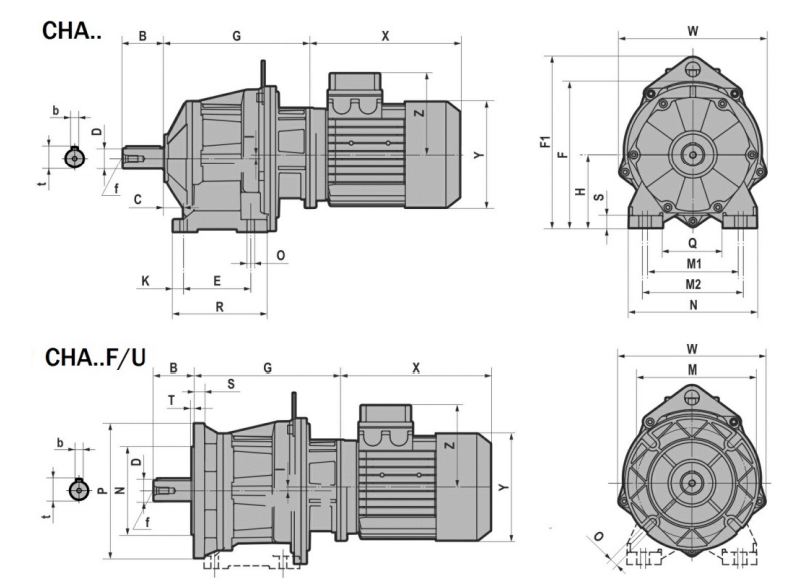 CHA..
B G X W
b D Z Y
t f
C
K E O
R
F1 F H S
Q
M1
M2
N
CHA..F/U
B G X W
T S M
b D Z Y
P N
t f
O